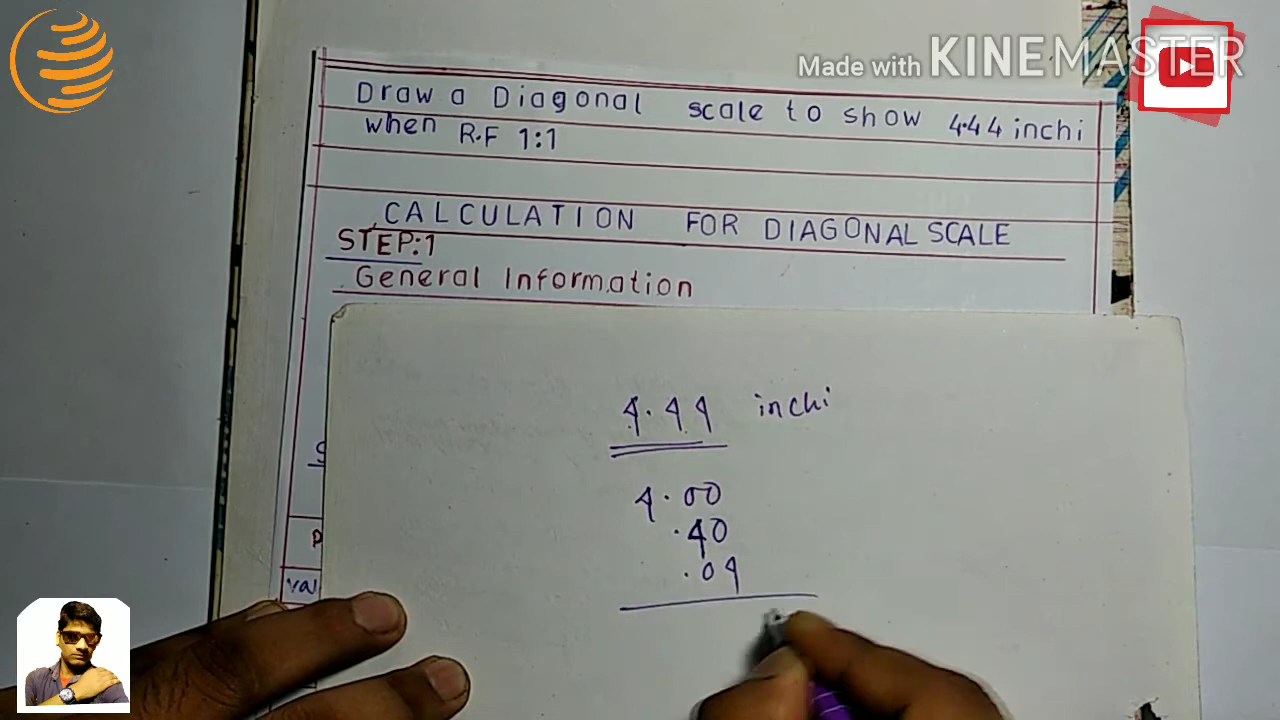 Made with KINEMASTER
Draw a Diagonal scale to show 4.44 inchi
when R.F 1:1
CALCULATION FOR DIAGONAL SCALE
STEP:1
General Information
4.44 inchi
4.00
.40
.04
val